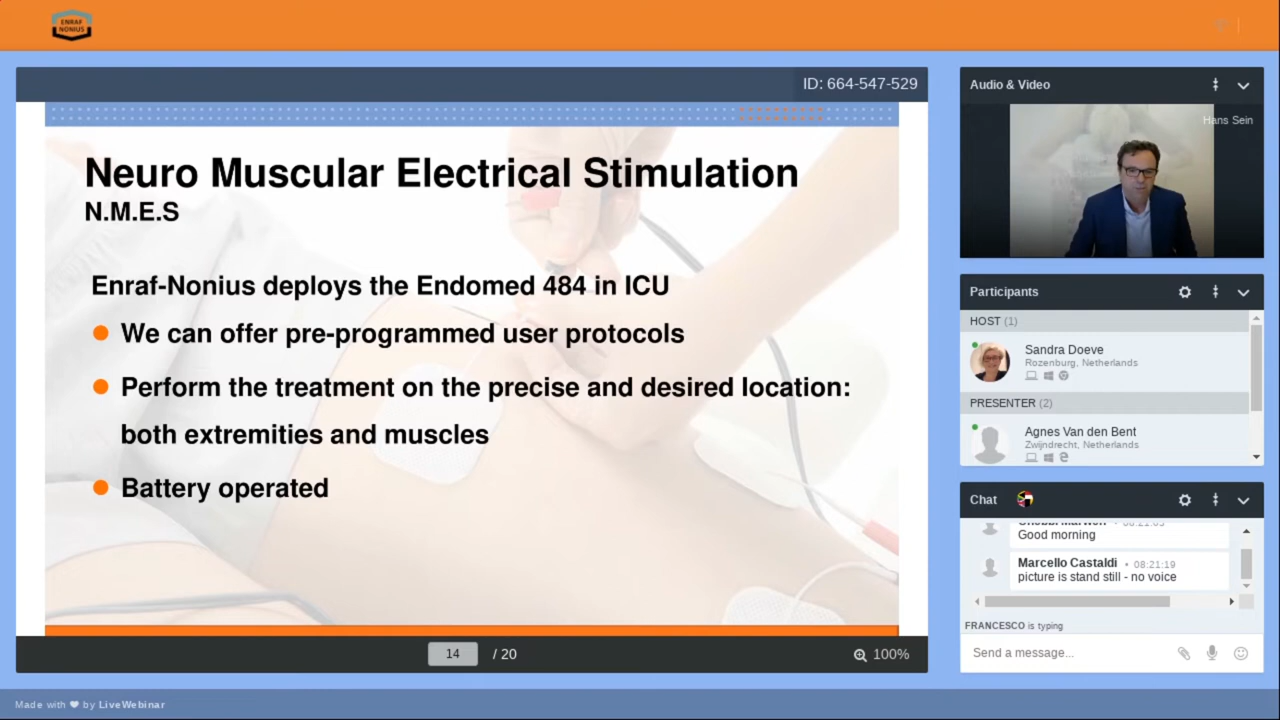 ENRAF
NONIUS
ID: 664-547-529
Neuro Muscular Electrical Stimulation
N.M.E.S
Enraf-Nonius deploys the Endomed 484 in ICU
We can offer pre-programmed user protocols
Perform the treatment on the precise and desired location:
both extremities and muscles
Battery operated
14 / 20
100%
Audio & Video
Hans Sein
Participants
HOST (1)
Sandra Doeve
Rozenburg, Netherlands
PRESENTER (2)
Agnes Van den Bent
Zwijndrecht, Netherlands
Chat
Good morning
Marcello Castaldi • 08:21:19
picture is stand still - no voice
FRANCESCO is typing
Send a message...
Made with ❤ by LiveWebinar